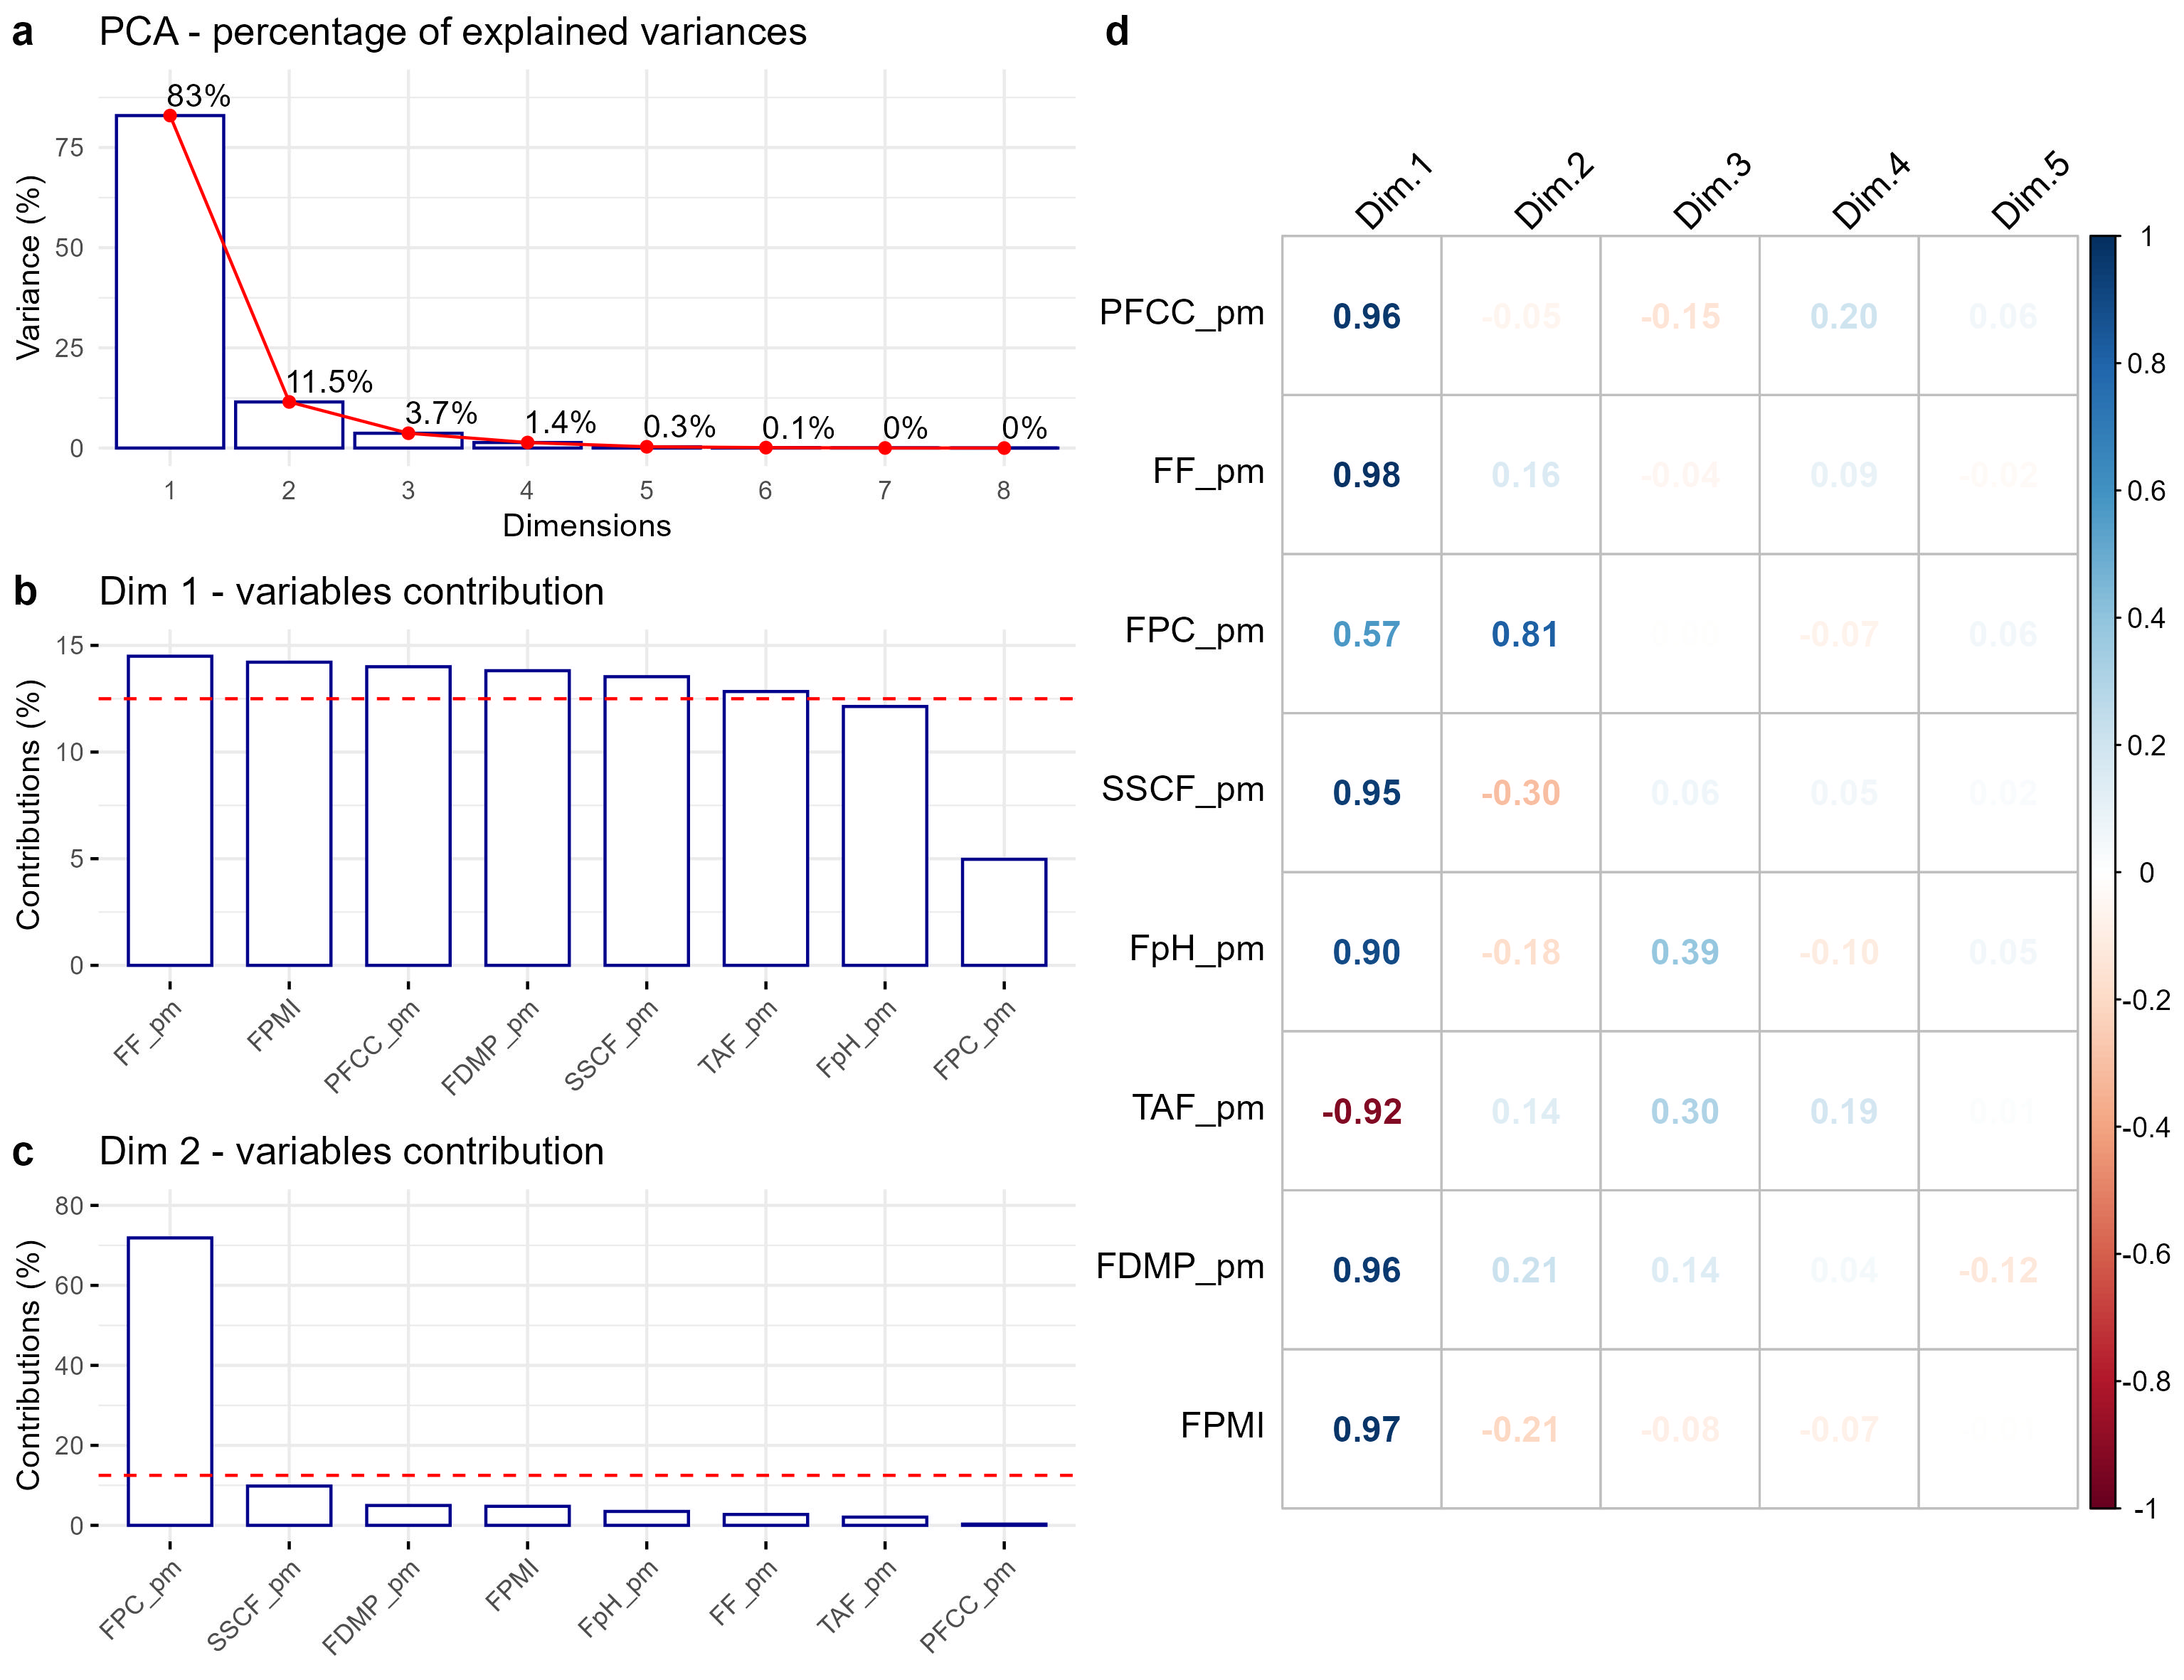 a PCA - percentage of explained variances
Variance (%)
75
50
25
0
83%
11.5%
3.7%
1.4%
0.3%
0.1%
0%
0%
1 2 3 4 5 6 7 8
Dimensions
b Dim 1 - variables contribution
Contributions (%)
15
10
5
0
FF_pm
FPMI
PFCC_pm
FDMP_pm
SSCF_pm
TAF_pm
FpH_pm
FPC_pm
c Dim 2 - variables contribution
Contributions (%)
80
60
40
20
0
FPC_pm
SSCF_pm
FDMP_pm
FPMI
FpH_pm
FF_pm
TAF_pm
PFCC_pm
d
Dim.1 Dim.2 Dim.3 Dim.4 Dim.5
PFCC_pm 0.96 -0.05 -0.15 0.20 0.06
FF_pm 0.98 0.16 -0.04 0.09 -0.02
FPC_pm 0.57 0.81 -0.07 0.06
SSCF_pm 0.95 -0.30 0.06 0.05 0.02
FpH_pm 0.90 -0.18 0.39 -0.10 0.05
TAF_pm -0.92 0.14 0.30 0.19
FDMP_pm 0.96 0.21 0.14 0.04 -0.12
FPMI 0.97 -0.21 -0.08 -0.07
1
0.8
0.6
0.4
0.2
0
-0.2
-0.4
-0.6
-0.8
-1